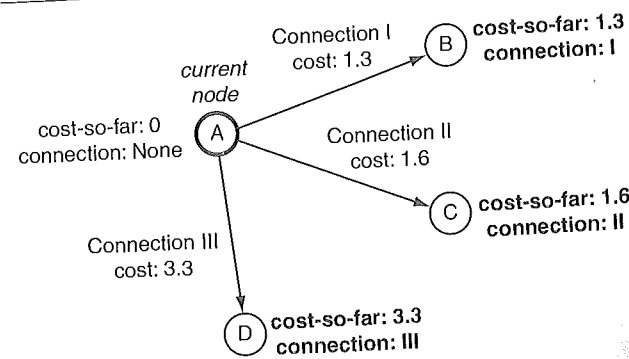 Connection I
cost: 1.3
B
cost-so-far: 1.3
connection: I
current
node
cost-so-far: 0
connection: None
A
Connection II
cost: 1.6
C
cost-so-far: 1.6
connection: II
Connection III
cost: 3.3
D
cost-so-far: 3.3
connection: III